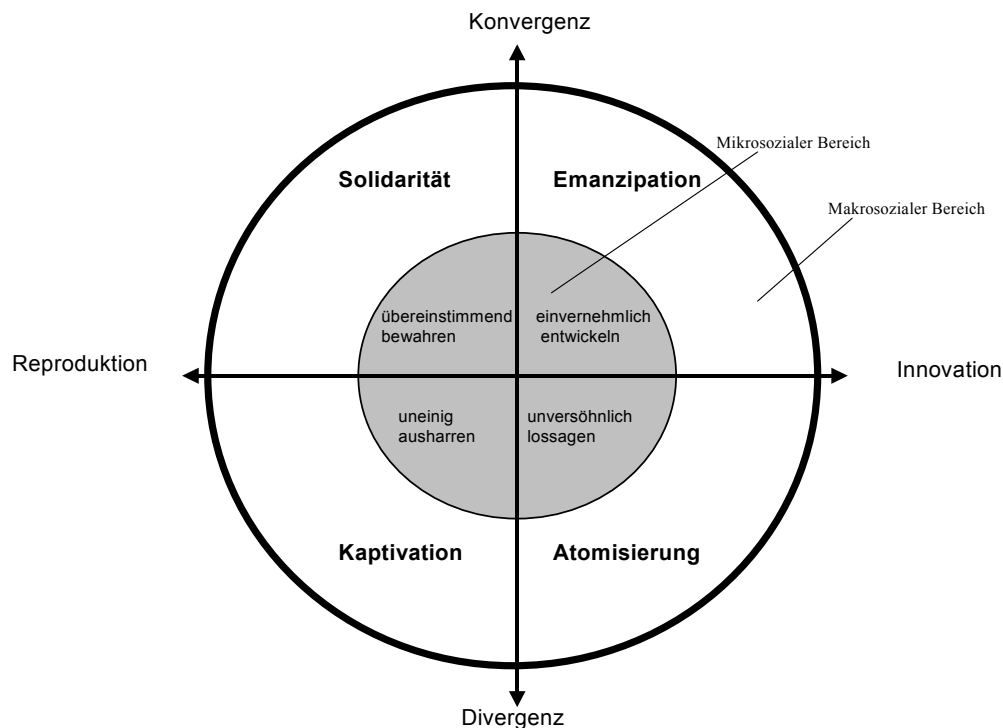 Konvergenz
Mikrosozialer Bereich
Solidarität
Emanzipation
Makrosozialer Bereich
übereinstimmend
bewahren
einvernehmlich
entwickeln
Reproduktion
Innovation
uneinig
ausharren
unversöhnlich
lossagen
Kaptivation
Atomisierung
Divergenz